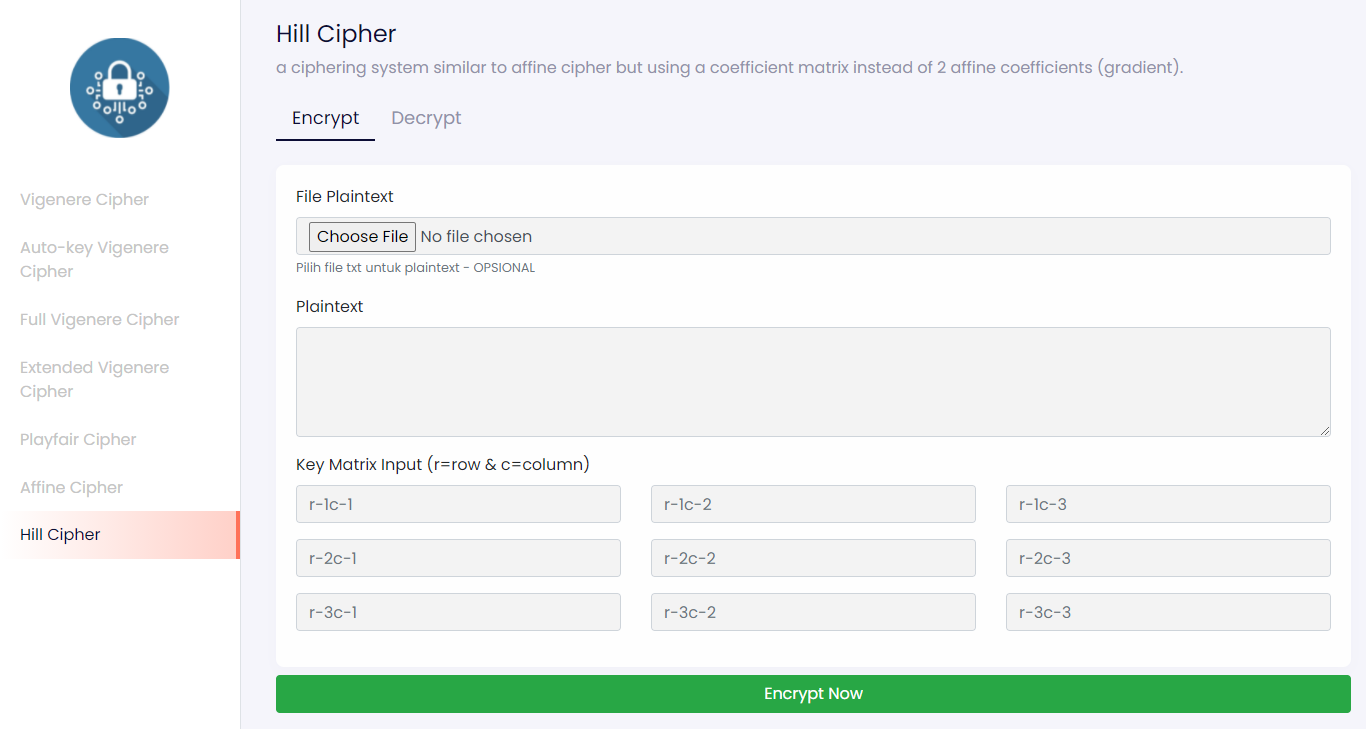 Hill Cipher
a ciphering system similar to affine cipher but using a coefficient matrix instead of 2 affine coefficients (gradient).
Encrypt Decrypt
Vigenere Cipher
Auto-key Vigenere
Cipher
Full Vigenere Cipher
Extended Vigenere
Cipher
Playfair Cipher
Affine Cipher
Hill Cipher
File Plaintext
Choose File No file chosen
Pilih file txt untuk plaintext - OPSIONAL
Plaintext
Key Matrix Input (r=row & c=column)
r-1c-1 r-1c-2 r-1c-3
r-2c-1 r-2c-2 r-2c-3
r-3c-1 r-3c-2 r-3c-3
Encrypt Now